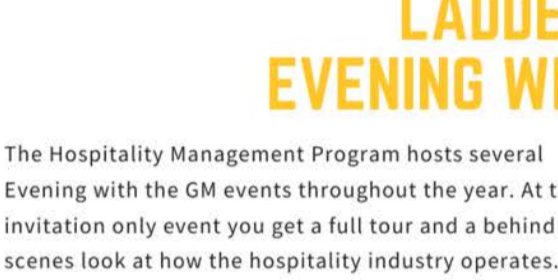 EVENING
The Hospitality Management Program hosts several
Evening with the GM events throughout the year. At
invitation only event you get a full tour and a behind
scenes look at how the hospitality industry operates.